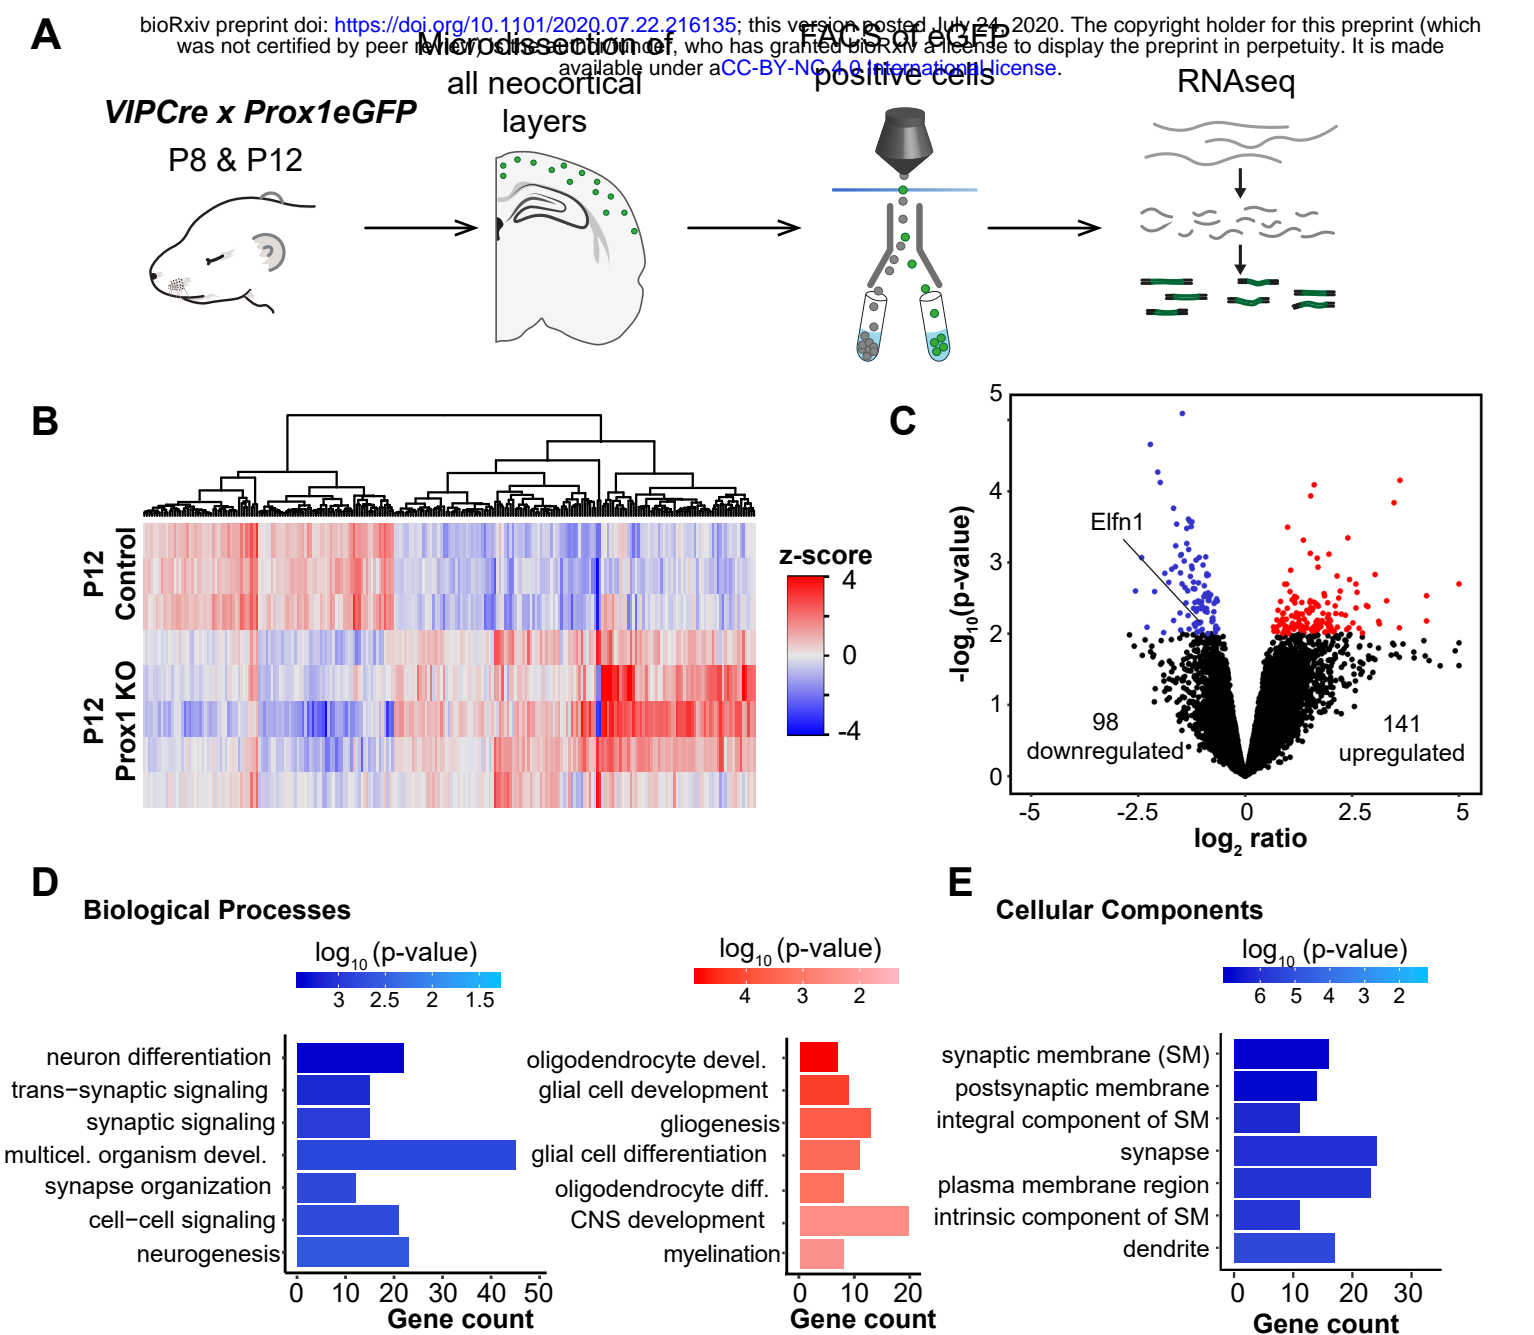 A
bioRxiv preprint doi: https://doi.org/10.1101/2020.07.22.216135; this version posted July 24, 2020. The copyright holder for this preprint (which
was not certified by peer review) is the author/funder, who has granted bioRxiv a license to display the preprint in perpetuity. It is made
available under aCC-BY-NC 4.0 International license.
VIPCre x Prox1eGFP
P8 & P12
Microdissection of
all neocortical
layers
FACS of eGFP
positive cells
RNAseq
B
P12
Control
P12
Prox1 KO
z-score
4
0
-4
C
-log10(p-value)
5
4
3
2
1
0
Elfn1
98
downregulated
141
upregulated
-5 -2.5 0 2.5 5
log2 ratio
D
Biological Processes
log10 (p-value)
3 2.5 2 1.5
neuron differentiation
trans−synaptic signaling
synaptic signaling
multicel. organism devel.
synapse organization
cell−cell signaling
neurogenesis
0 10 20 30 40 50
Gene count
log10 (p-value)
4 3 2
oligodendrocyte devel.
glial cell development
gliogenesis
glial cell differentiation
oligodendrocyte diff.
CNS development
myelination
0 10 20
Gene count
E
Cellular Components
log10 (p-value)
6 5 4 3 2
synaptic membrane (SM)
postsynaptic membrane
integral component of SM
synapse
plasma membrane region
intrinsic component of SM
dendrite
0 10 20 30
Gene count